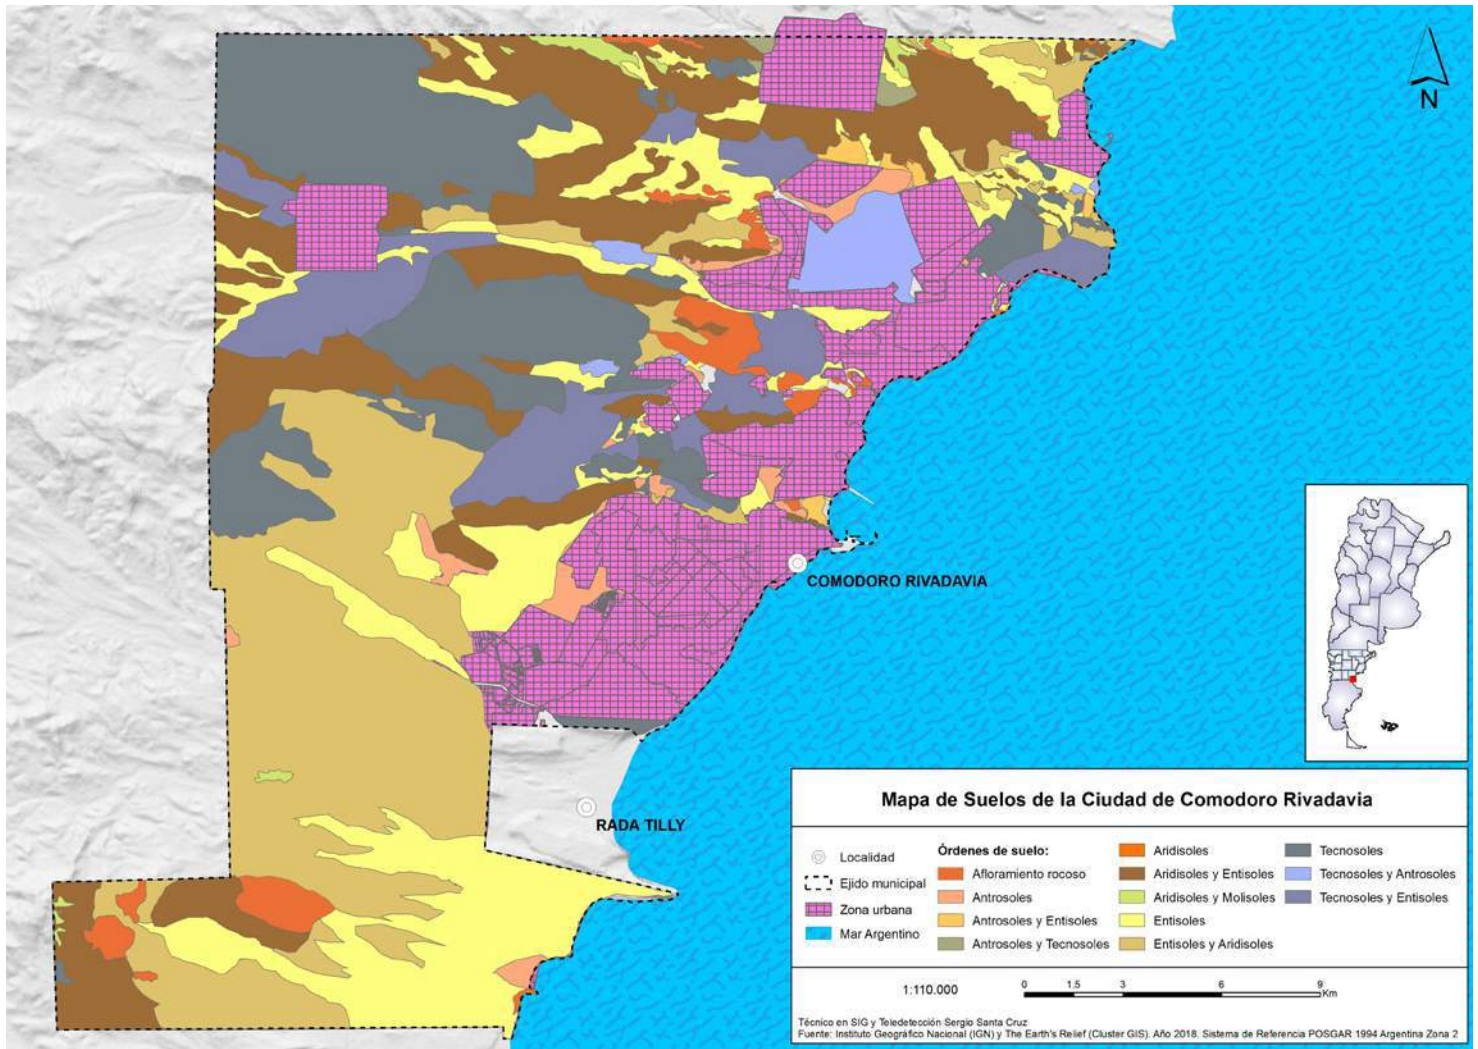 N
COMODORO RIVADAVIA
RADA TILLY
Mapa de Suelos de la Ciudad de Comodoro Rivadavia
Localidad
Ejido municipal
Zona urbana
Mar Argentino
Órdenes de suelo:
Afloramiento rocoso
Antrosoles
Antrosoles y Entisoles
Antrosoles y Tecnosoles
Aridisoles
Aridisoles y Entisoles
Aridisoles y Molisoles
Entisoles
Entisoles y Aridisoles
Tecnosoles
Tecnosoles y Antrosoles
Tecnosoles y Entisoles
1:110.000
0 1.5 3 6 9
Km
Técnico en SIG y Teledetección Sergio Santa Cruz
Fuente: Instituto Geográfico Nacional (IGN) y The Earth's Relief (Cluster GIS). Año 2018. Sistema de Referencia POSGAR 1994 Argentina Zona 2